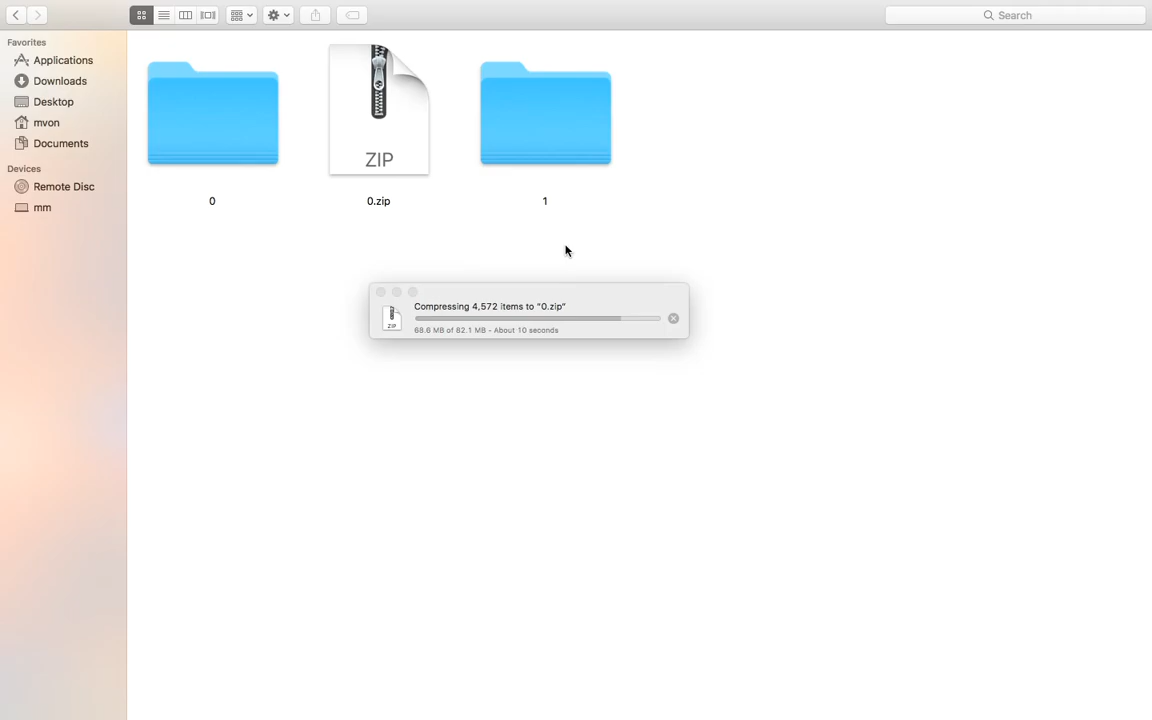 Search
Favorites
Applications
Downloads
Desktop
mvon
Documents
Devices
Remote Disc
mm
ZIP
0
0.zip
1
Compressing 4,572 items to "0.zip"
ZIP
68.6 MB of 82.1 MB - About 10 seconds